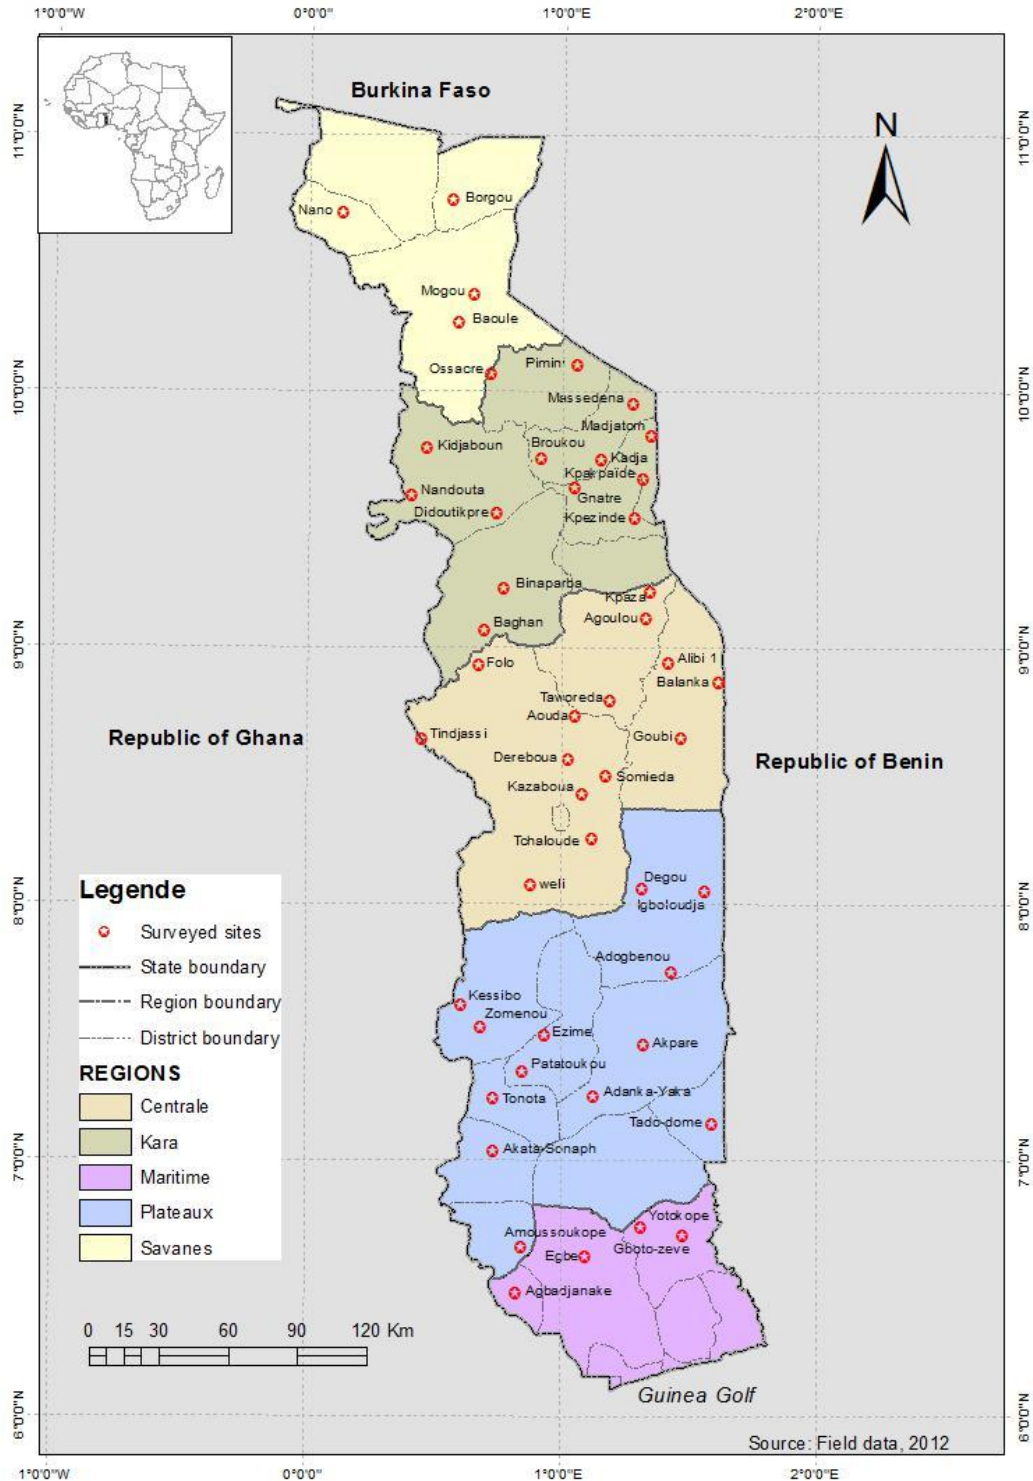 1°0'0"W 0°0'0" 1°0'0"E 2°0'0"E
Burkina Faso
N
11°0'0"N 11°0'0"N
Borgou
Nano
Mogou
Baoule
Pimini
Ossacre
10°0'0"N 10°0'0"N
Massedena
Madjatom
Kidjaboun
Broukou
Kadja
Kpakpaïde
Nandouta
Gnatre
Didoutikpre
Kpezinde
Binaparba
Kpaza
Agoulou
Baghan
9°0'0"N 9°0'0"N
Folo
Alibi 1
Balanka
Taworeda
Aouda
Tindjassi
Goubi
Republic of Ghana
Republic of Benin
Dereboua
Somieda
Kazaboua
Tchaloude
Degou
weli
Igboloudja
8°0'0"N 8°0'0"N
Adogbenou
Kessibo
Zomenou
Ezime
Akpare
Patatoukou
Tonota
Adanka-Yaka
Tado-dome
Akata-Sonaph
7°0'0"N 7°0'0"N
Yotokope
Amoussoukope
Gboto-zeve
Egbe
Agbadjanake
Legende
Surveyed sites
State boundary
Region boundary
District boundary
REGIONS
Centrale
Kara
Maritime
Plateaux
Savanes
0 15 30 60 90 120 Km
Guinea Golf
6°0'0"N 6°0'0"N
Source: Field data, 2012
1°0'0"W 0°0'0" 1°0'0"E 2°0'0"E